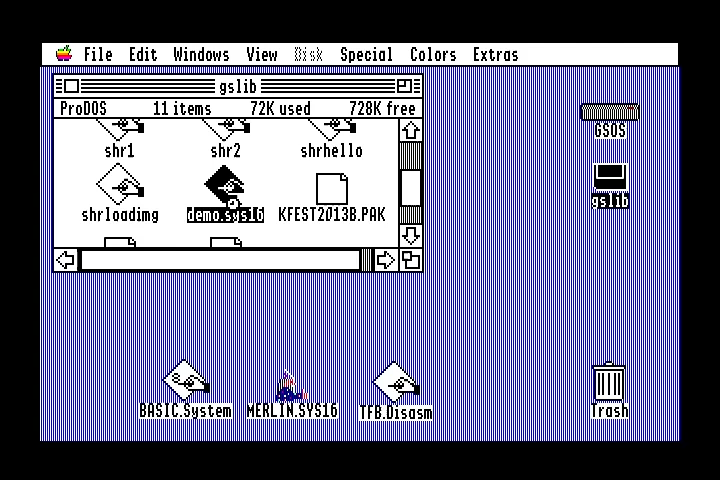 File Edit Windows View Disk Special Colors Extras
gslib
ProDOS 11 items 72K used 728K free
shr1 shr2 shrhello
shrloadimg demo.sys16 KFEST2013B.PAK
GSOS
gslib
BASIC.System MERLIN.SYS16 TFB.Disasm Trash